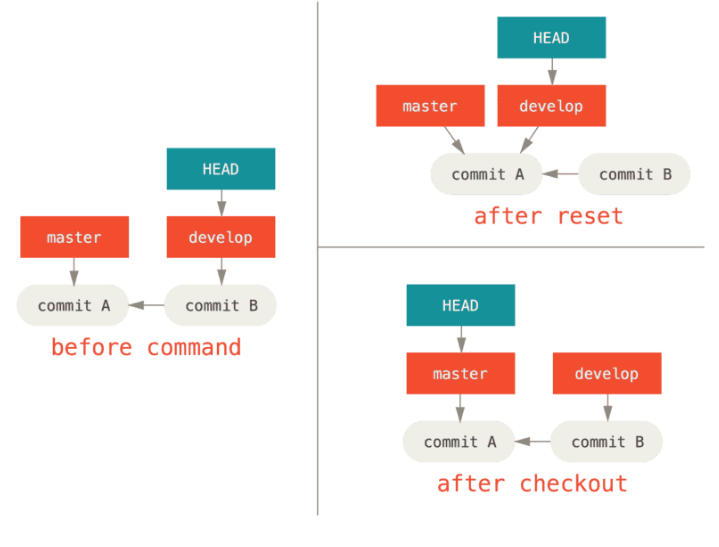 HEAD
master
develop
commit A
commit B
before command
HEAD
master
develop
commit A
commit B
after reset
HEAD
master
develop
commit A
commit B
after checkout